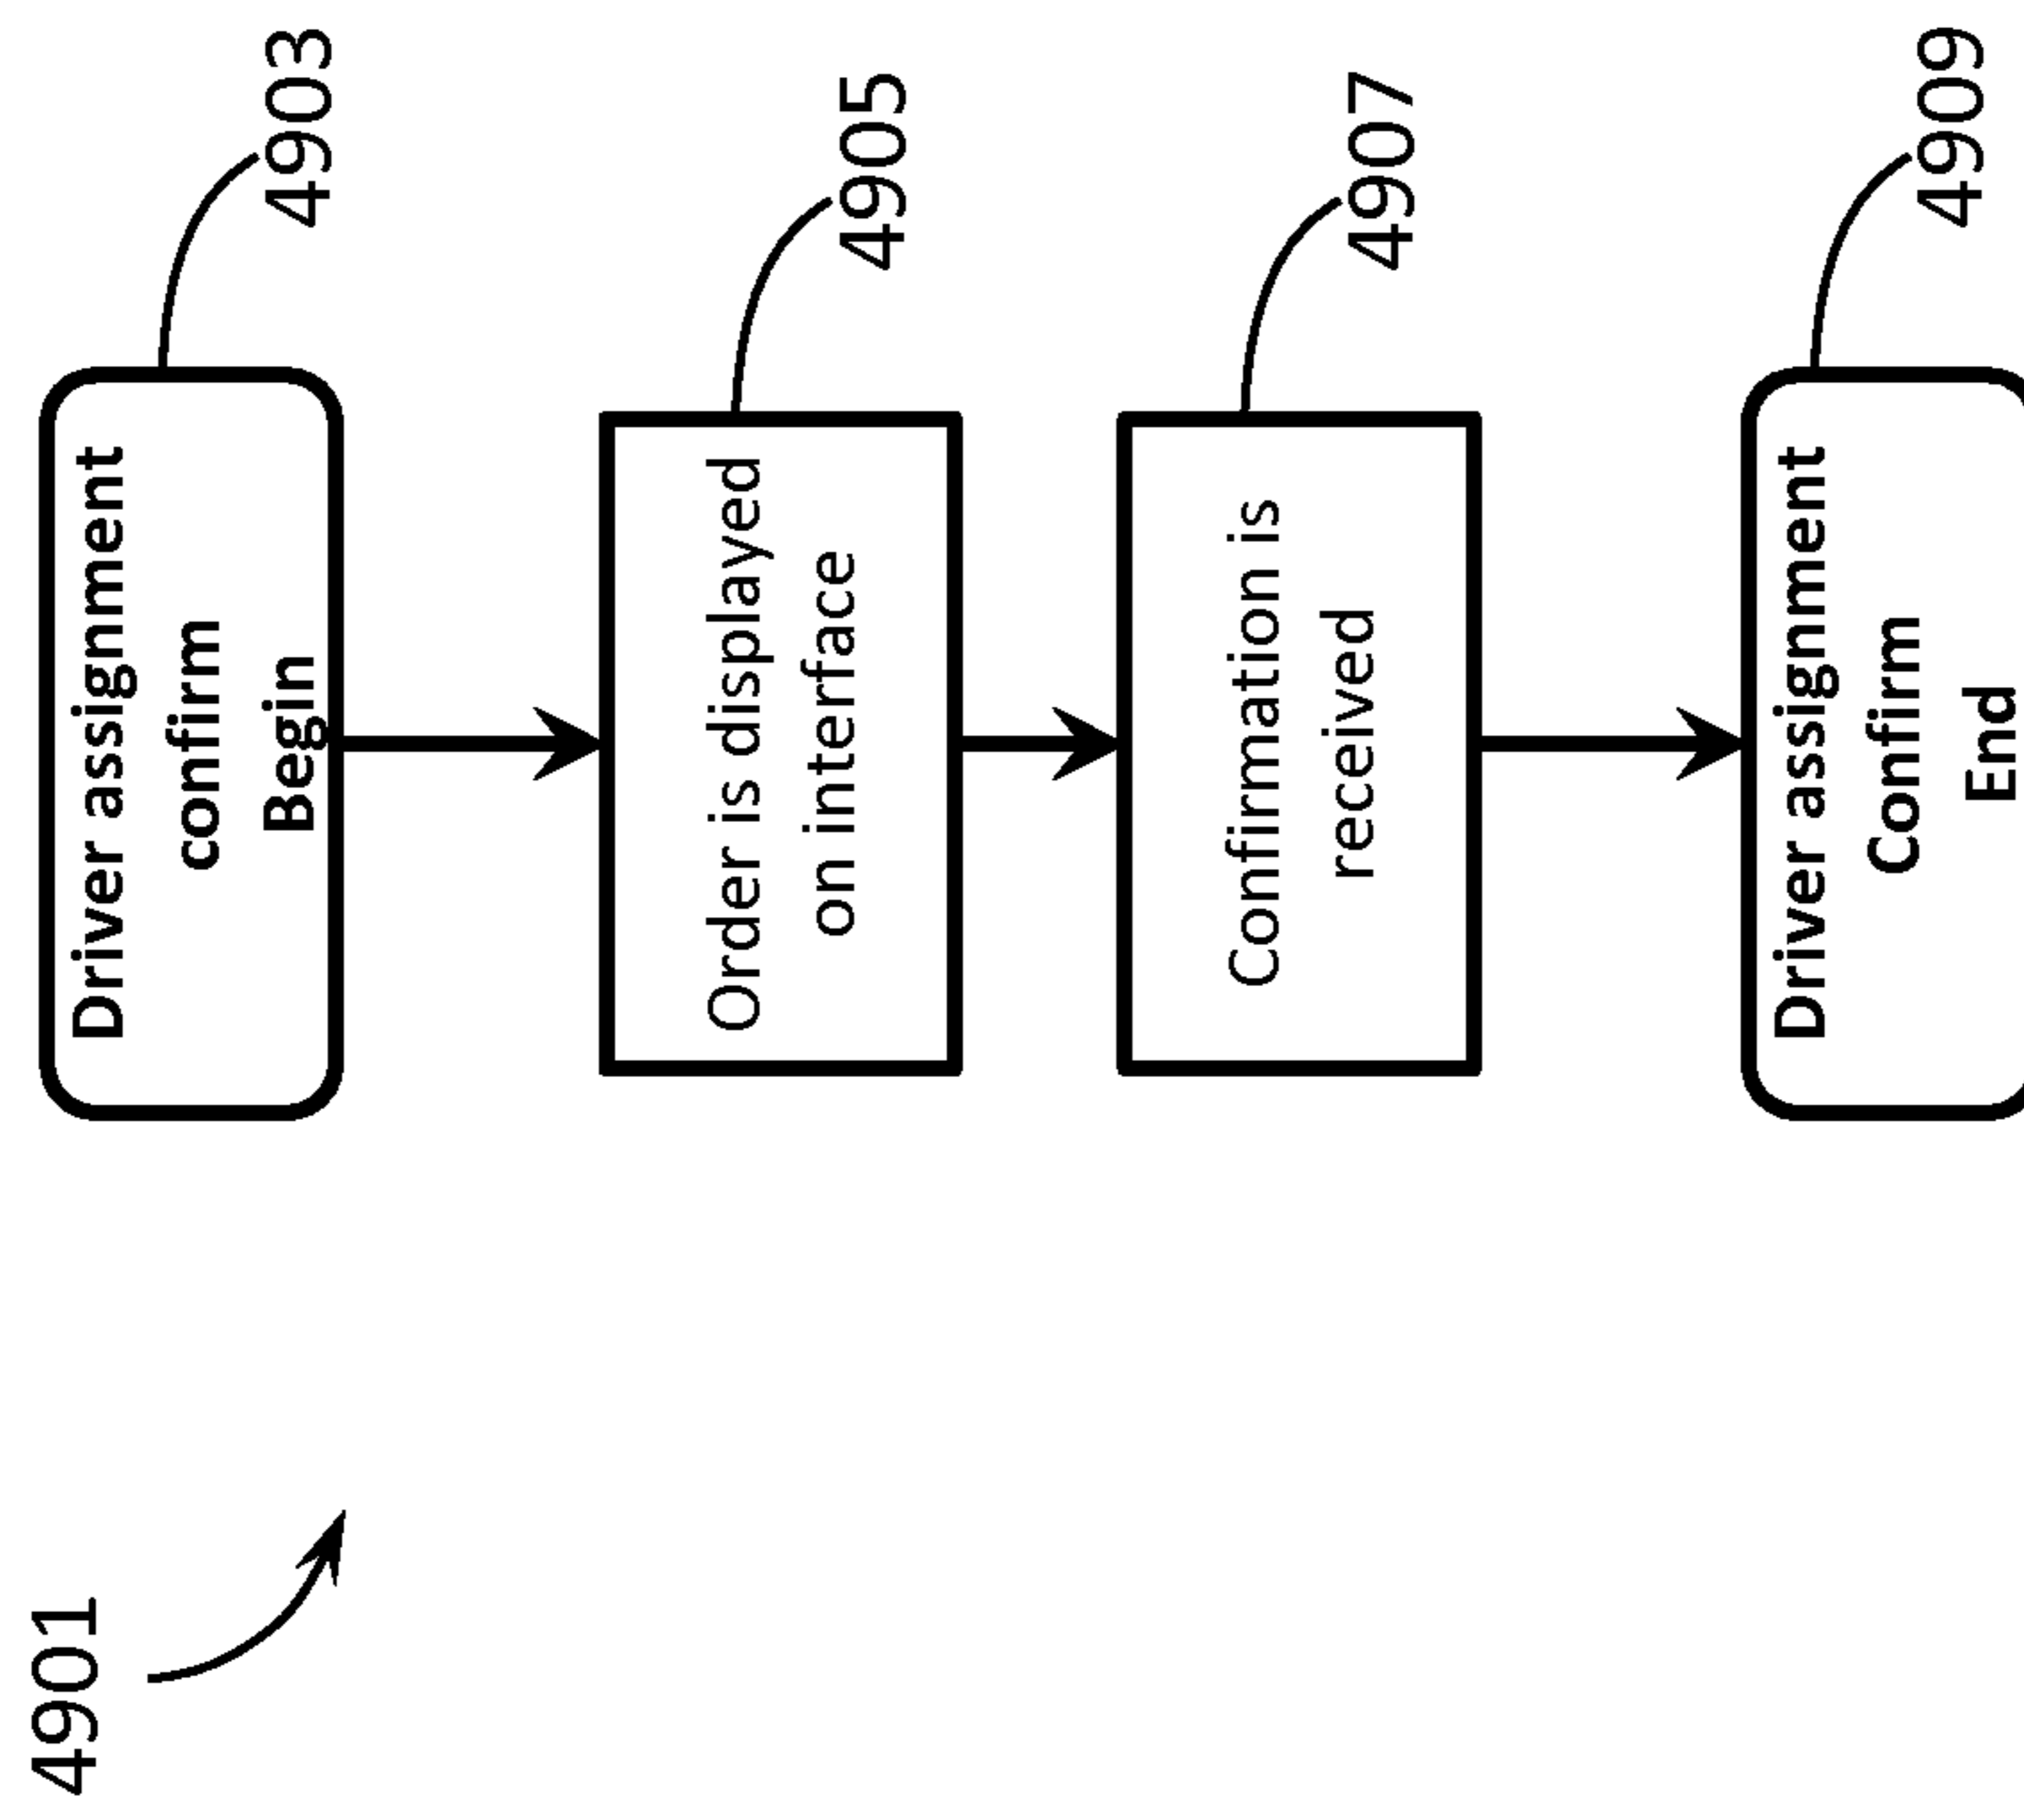 4901
Driver assignment
confirm
Begin
4903
Order is displayed
on interface
4905
Confirmation is
received
4907
Driver assignment
Confirm
End
4909